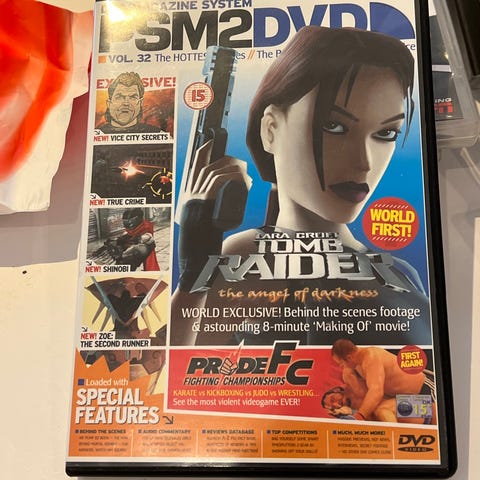 MAGAZINE SYSTEM
PSM2DVD
VOL. 32 The HOTTEST
EXCLUSIVE!
NEW! VICE CITY SECRETS
15
NEW! TRUE CRIME
NEW! SHINOBI
NEW! ZOE:
THE SECOND RUNNER
WORLD
FIRST!
LARA CROFT
TOMB
RAIDER
the angel of darkness
WORLD EXCLUSIVE! Behind the scenes footage
& astounding 8-minute 'Making Of' movie!
PRIDE FC
FIGHTING CHAMPIONSHIPS
KARATE vs KICKBOXING vs JUDO vs WRESTLING...
See the most violent videogame EVER!
FIRST
AGAIN!
15
Loaded with
SPECIAL
FEATURES
BEHIND THE SCENES
AUDIO COMMENTARY
REVIEWS DATABASE
TOP COMPETITIONS
MUCH, MUCH MORE!
DVD
VIDEO